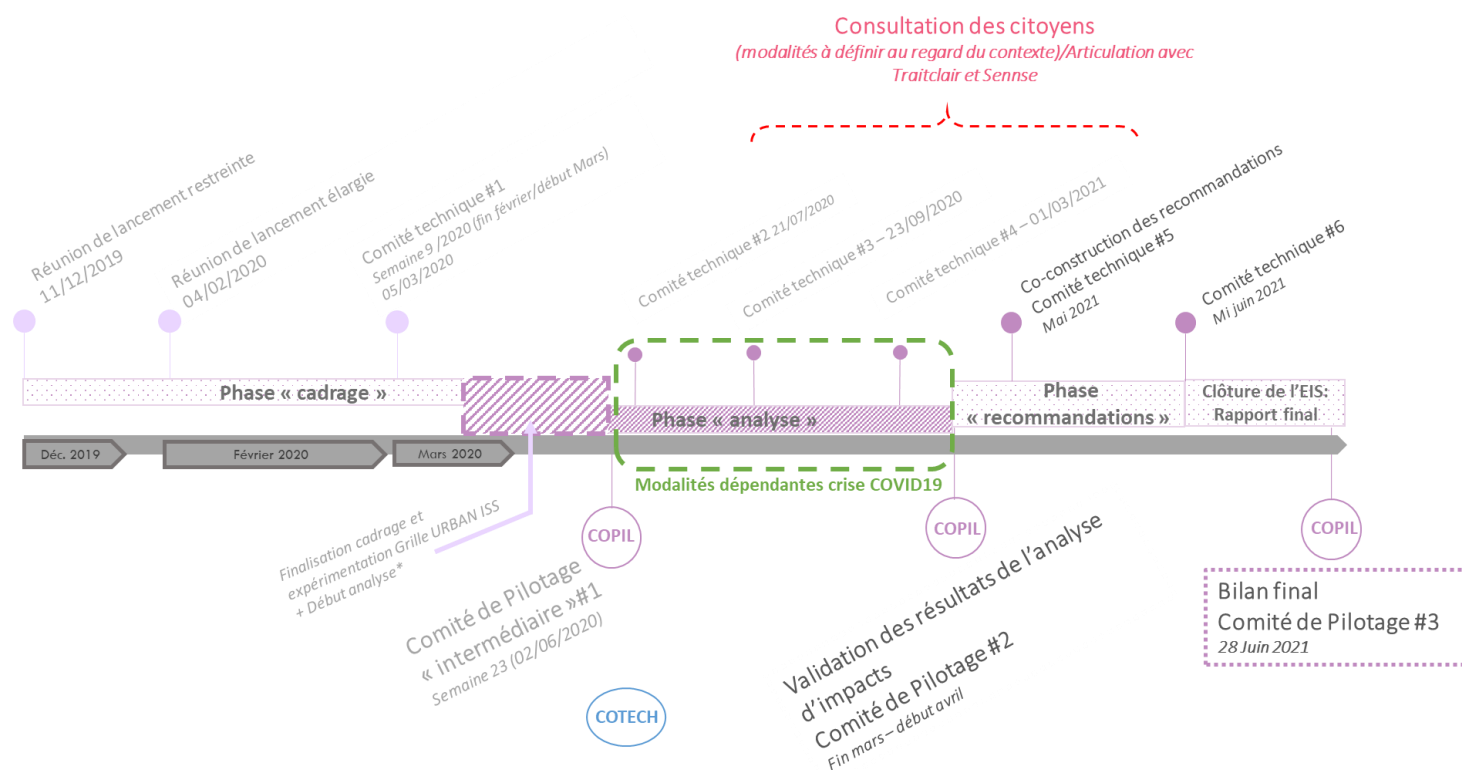 Consultation des citoyens
(modalités à définir au regard du contexte)/Articulation avec
Traitclair et Sennse
Réunion de lancement restreinte
11/12/2019
Réunion de lancement élargie
04/02/2020
Comité technique #1
Semaine 9 /2020 (fin février/début Mars)
05/03/2020
Comité technique #2 21/07/2020
Comité technique #3 – 23/09/2020
Comité technique #4 – 01/03/2021
Co-construction des recommandations
Comité technique #5
Mai 2021
Comité technique #6
Mi juin 2021
Phase « cadrage »
Phase « analyse »
Phase
« recommandations »
Clôture de l’EIS:
Rapport final
Déc. 2019
Février 2020
Mars 2020
Modalités dépendantes crise COVID19
Finalisation cadrage et
expérimentation Grille URBAN ISS
+ Début analyse*
COPIL
COPIL
COPIL
Comité de Pilotage
« intermédiaire »#1
Semaine 23 (02/06/2020)
Validation des résultats de l’analyse
d’impacts
Comité de Pilotage #2
Fin mars – début avril
Bilan final
Comité de Pilotage #3
28 Juin 2021
COTECH